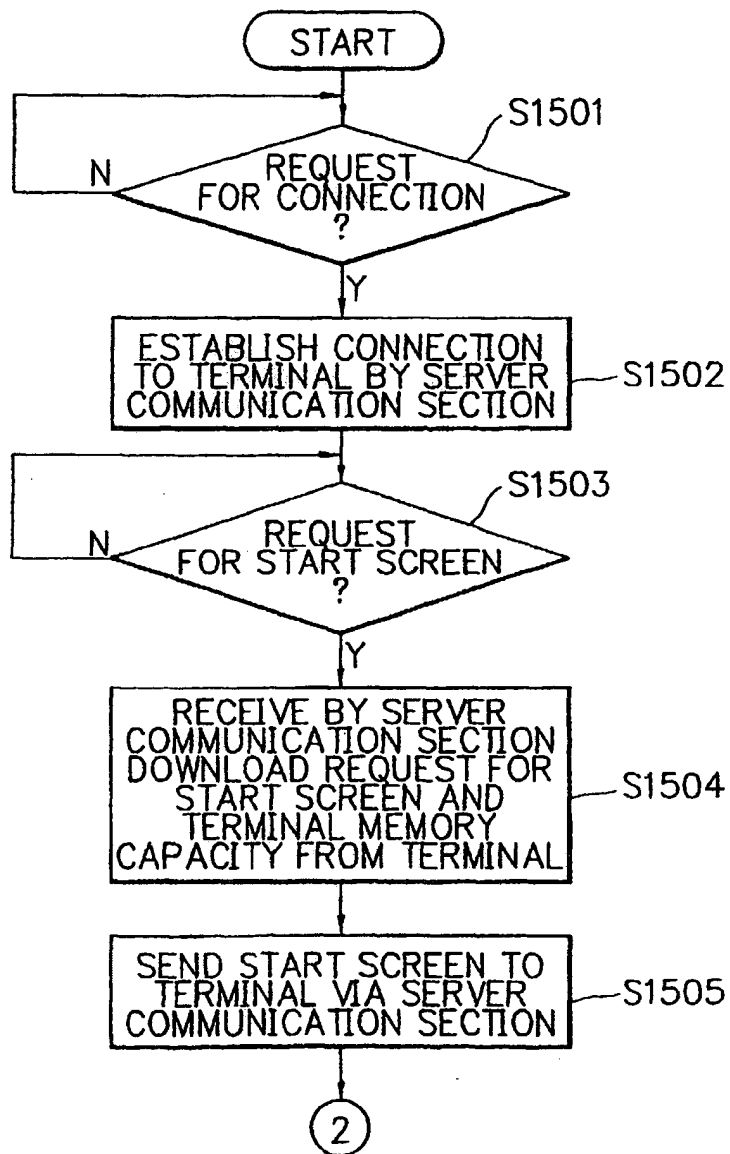 START
S1501
REQUEST
FOR CONNECTION
?
N
Y
ESTABLISH CONNECTION
TO TERMINAL BY SERVER
COMMUNICATION SECTION
S1502
S1503
REQUEST
FOR START SCREEN
?
N
Y
RECEIVE BY SERVER
COMMUNICATION SECTION
DOWNLOAD REQUEST FOR
START SCREEN AND
TERMINAL MEMORY
CAPACITY FROM TERMINAL
S1504
SEND START SCREEN TO
TERMINAL VIA SERVER
COMMUNICATION SECTION
S1505
2